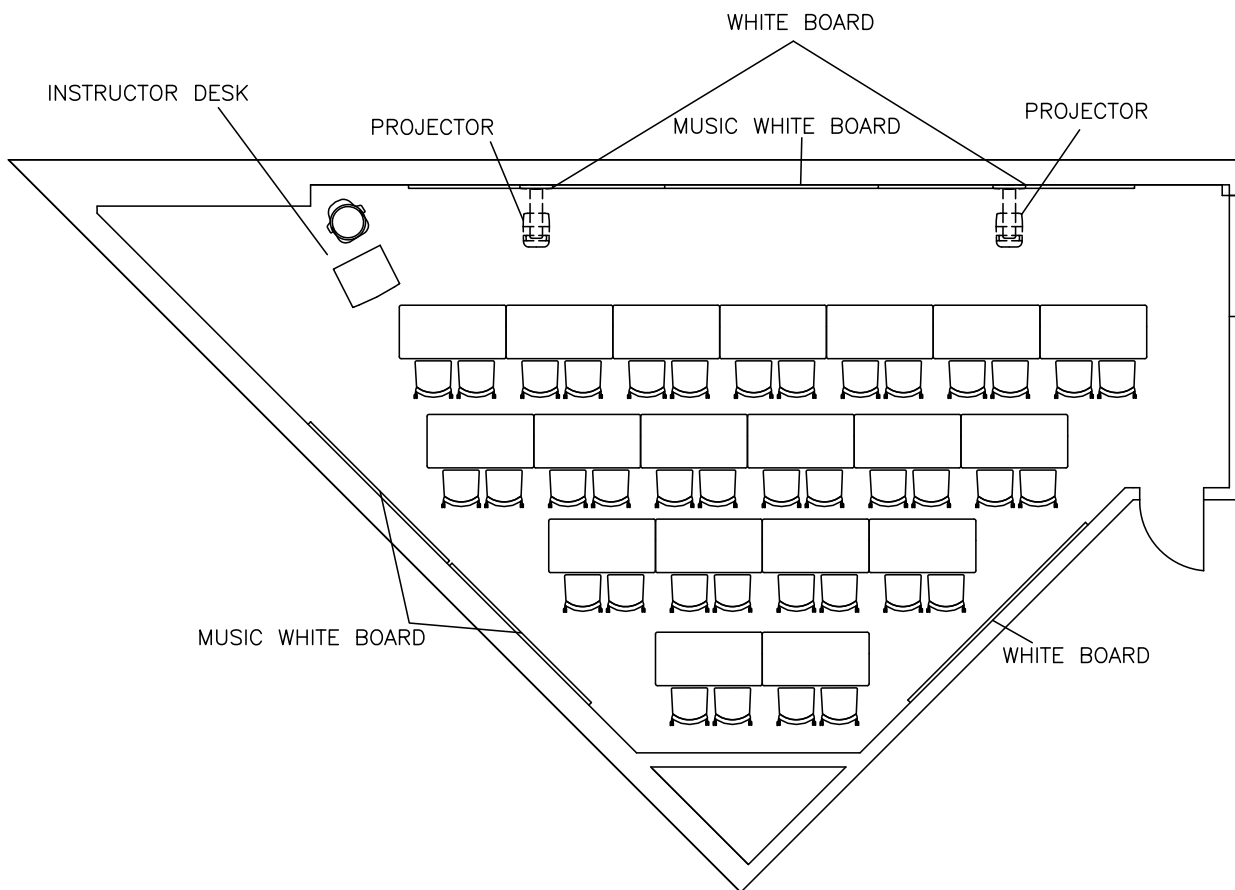 WHITE BOARD
INSTRUCTOR DESK
PROJECTOR
MUSIC WHITE BOARD
PROJECTOR
MUSIC WHITE BOARD
WHITE BOARD